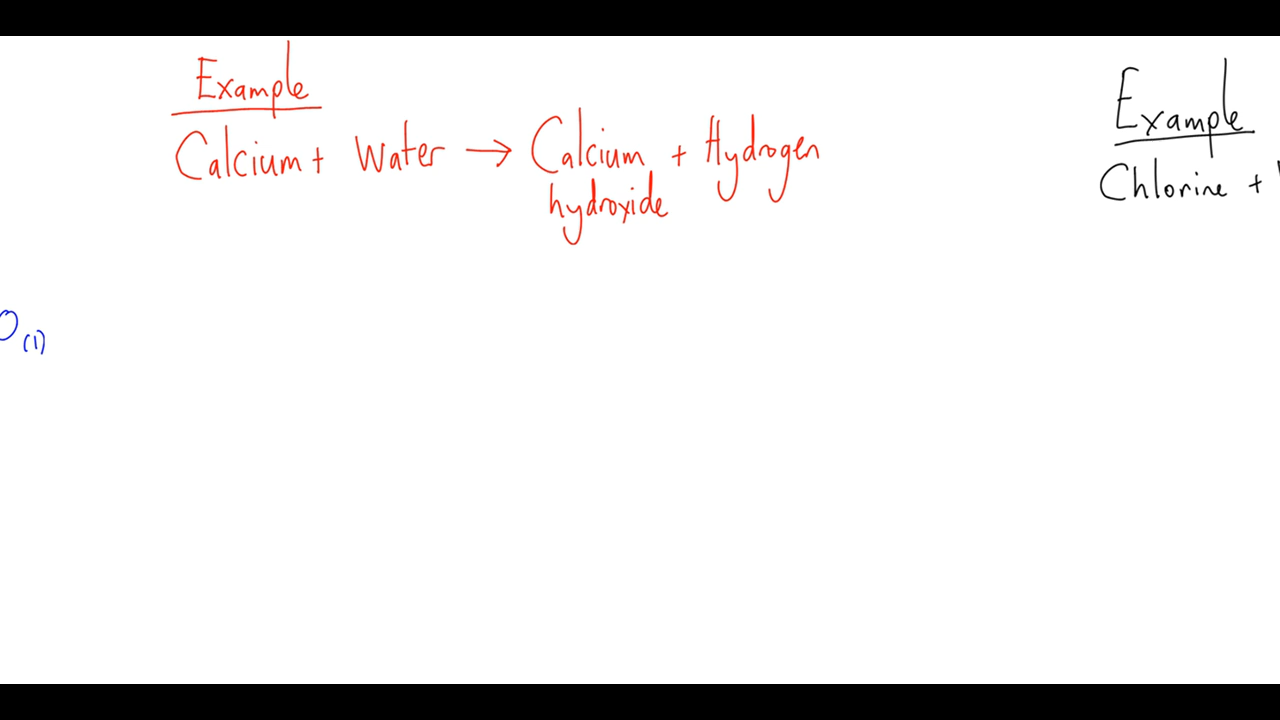 Example
Calcium + Water → Calcium + Hydrogen
hydroxide
Example
Chlorine +
O(l)